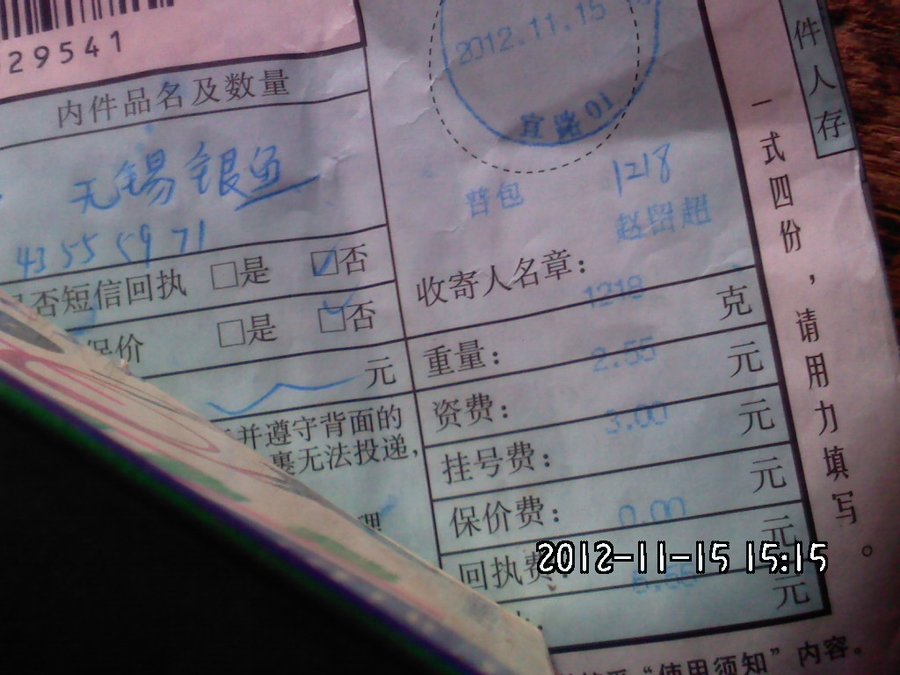 29541
内件品名及数量
无锡银鱼
43555971
否短信回执 □是 ☑否
保价 □是 ☑否
元
并遵守背面的
裹无法投递，
理
2012.11.15
宜 路01
普包 1218
赵留超
收寄人名章：
1218 克
重量： 2.55 元
资费： 3.00 元
挂号费： 元
保价费： 0.00 元
回执费： 元
“使用须知”内容。
件人存
一式四份，请用力填写。
2012-11-15 15:15